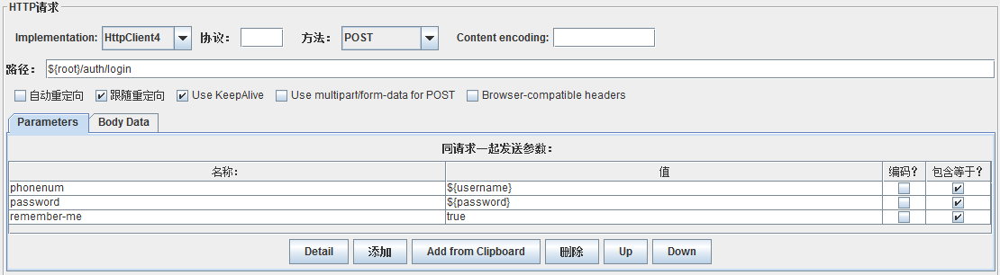 HTTP请求
Implementation: HttpClient4 协议: 方法: POST Content encoding:
路径: ${root}/auth/login
自动重定向 跟随重定向 Use KeepAlive Use multipart/form-data for POST Browser-compatible headers
Parameters Body Data
同请求一起发送参数:
名称: 值 编码? 包含等于?
phonenum ${username}
password ${password}
remember-me true
Detail 添加 Add from Clipboard 删除 Up Down